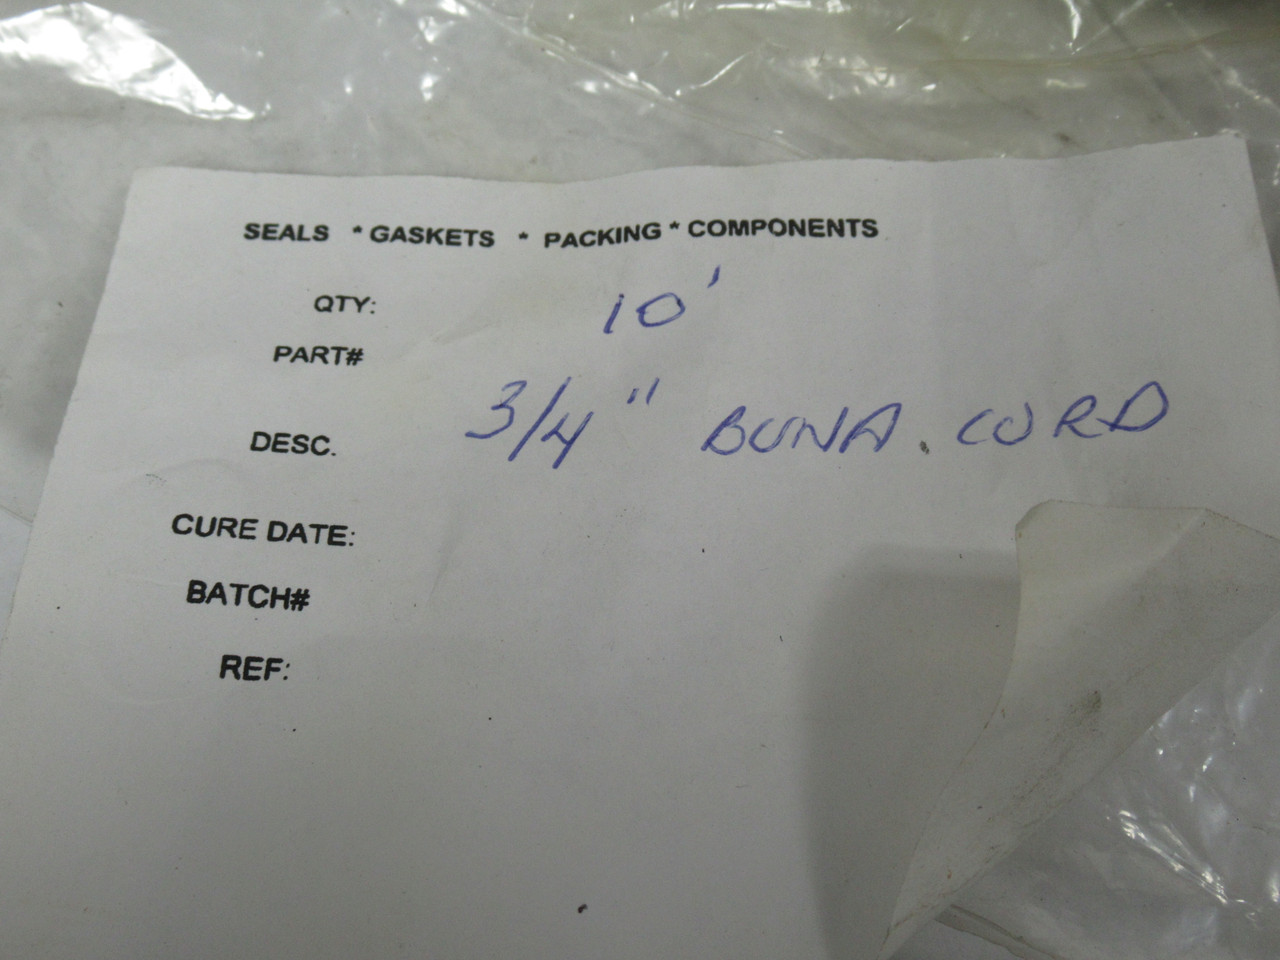 SEALS * GASKETS * PACKING * COMPONENTS
QTY: 10'
PART#
DESC. 3/4" BUNA. CORD
CURE DATE:
BATCH#
REF: